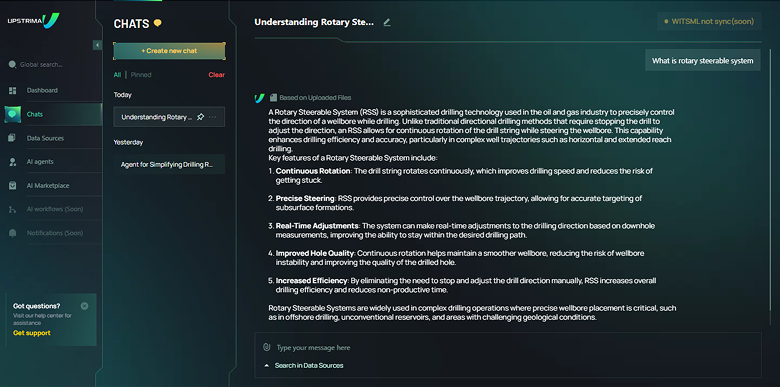 UPSTRIMA
Global search...
Dashboard
Chats
Data Sources
AI agents
AI Marketplace
AI workflows (Soon)
Notifications (Soon)
Got questions?
Visit our help center for
assistance
Get support
CHATS
+ Create new chat
All | Pinned
Clear
Today
Understanding Rotary ...
Yesterday
Agent for Simplifying Drilling R...
Understanding Rotary Ste...
WITSML not sync(soon)
What is rotary steerable system
Based on Uploaded Files
A Rotary Steerable System (RSS) is a sophisticated drilling technology used in the oil and gas industry to precisely control
the direction of a wellbore while drilling. Unlike traditional directional drilling methods that require stopping the drill to
adjust the direction, an RSS allows for continuous rotation of the drill string while steering the wellbore. This capability
enhances drilling efficiency and accuracy, particularly in complex well trajectories such as horizontal and extended reach
drilling.
Key features of a Rotary Steerable System include:
1. Continuous Rotation: The drill string rotates continuously, which improves drilling speed and reduces the risk of
getting stuck.
2. Precise Steering: RSS provides precise control over the wellbore trajectory, allowing for accurate targeting of
subsurface formations.
3. Real-Time Adjustments: The system can make real-time adjustments to the drilling direction based on downhole
measurements, improving the ability to stay within the desired drilling path.
4. Improved Hole Quality: Continuous rotation helps maintain a smoother wellbore, reducing the risk of wellbore
instability and improving the quality of the drilled hole.
5. Increased Efficiency: By eliminating the need to stop and adjust the drill direction manually, RSS increases overall
drilling efficiency and reduces non-productive time.
Rotary Steerable Systems are widely used in complex drilling operations where precise wellbore placement is critical, such
as in offshore drilling, unconventional reservoirs, and areas with challenging geological conditions.
Type your message here
Search in Data Sources